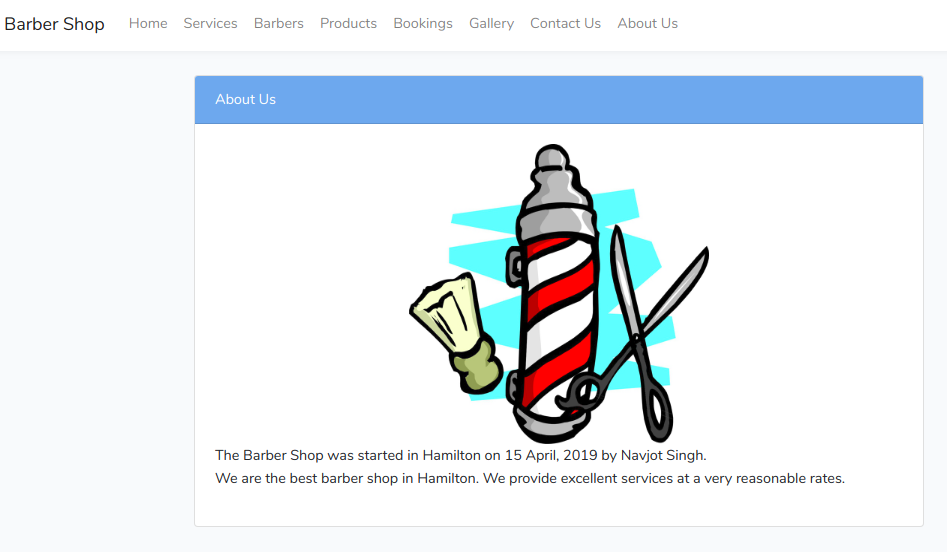 Barber Shop Home Services Barbers Products Bookings Gallery Contact Us About Us
About Us
The Barber Shop was started in Hamilton on 15 April, 2019 by Navjot Singh.
We are the best barber shop in Hamilton. We provide excellent services at a very reasonable rates.